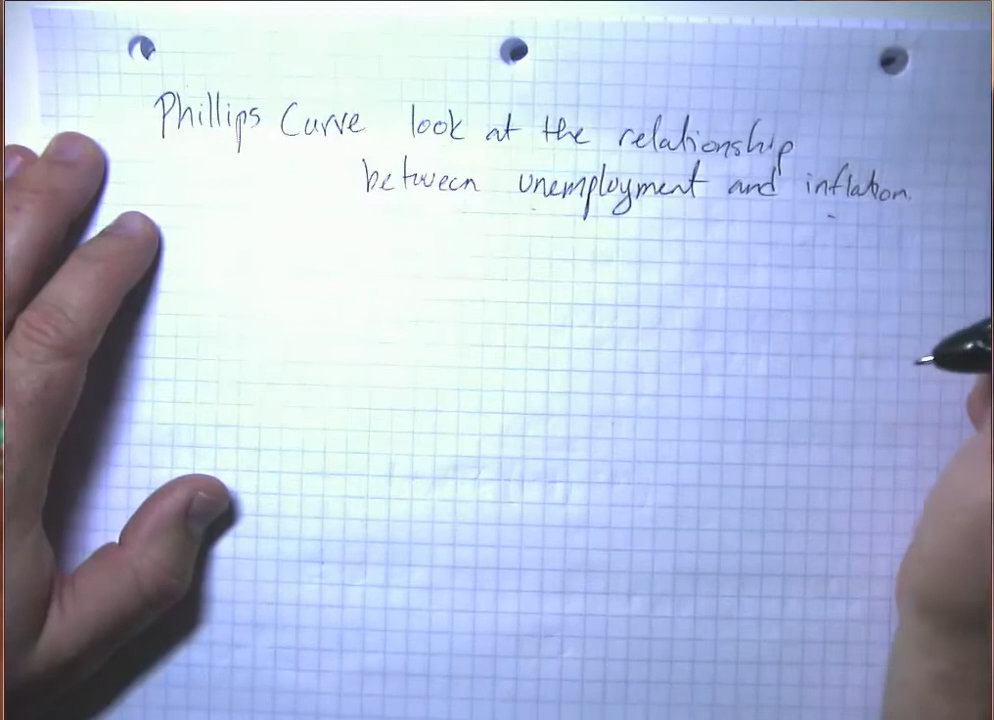 Phillips Curve look at the relationship
between unemployment and inflation.